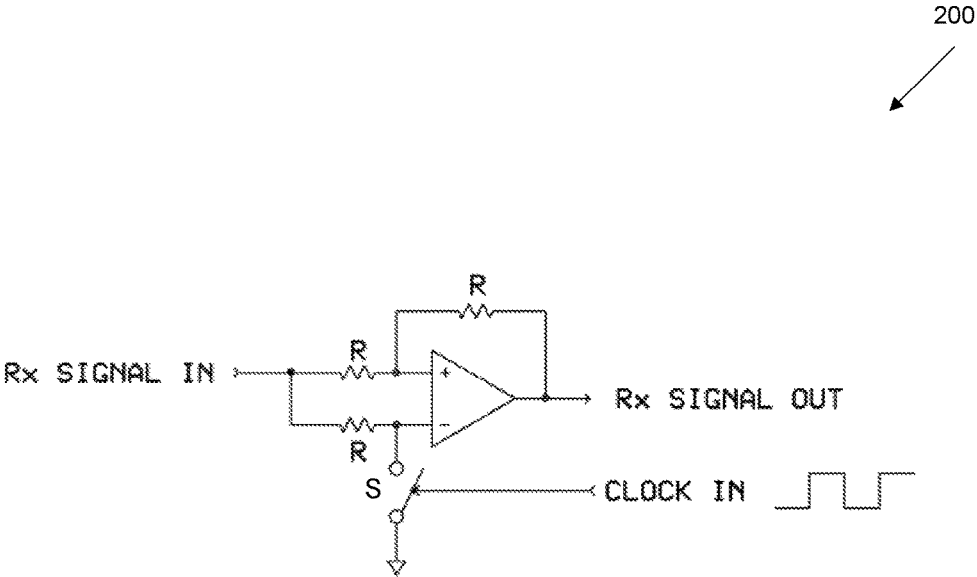 200
R
Rx SIGNAL IN
R
+
Rx SIGNAL OUT
-
R
S
CLOCK IN